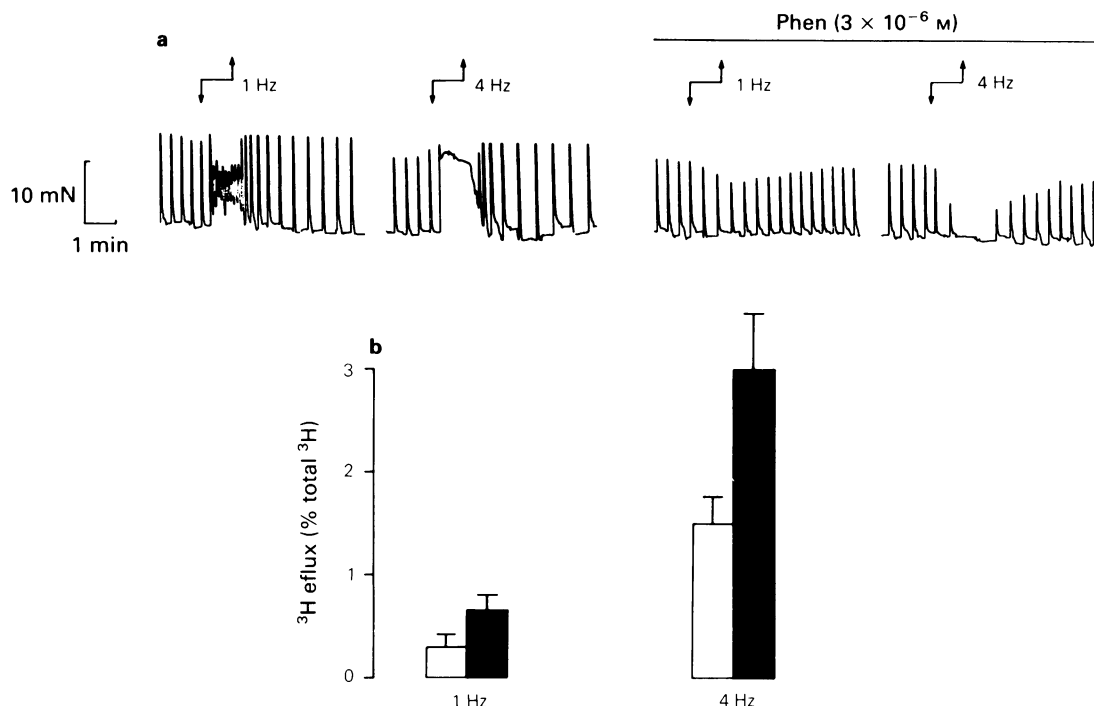 Phen (3 × 10⁻⁶ M)
a
1 Hz
4 Hz
1 Hz
4 Hz
10 mN
1 min
b
3
2
1
0
³H eflux (% total ³H)
1 Hz
4 Hz